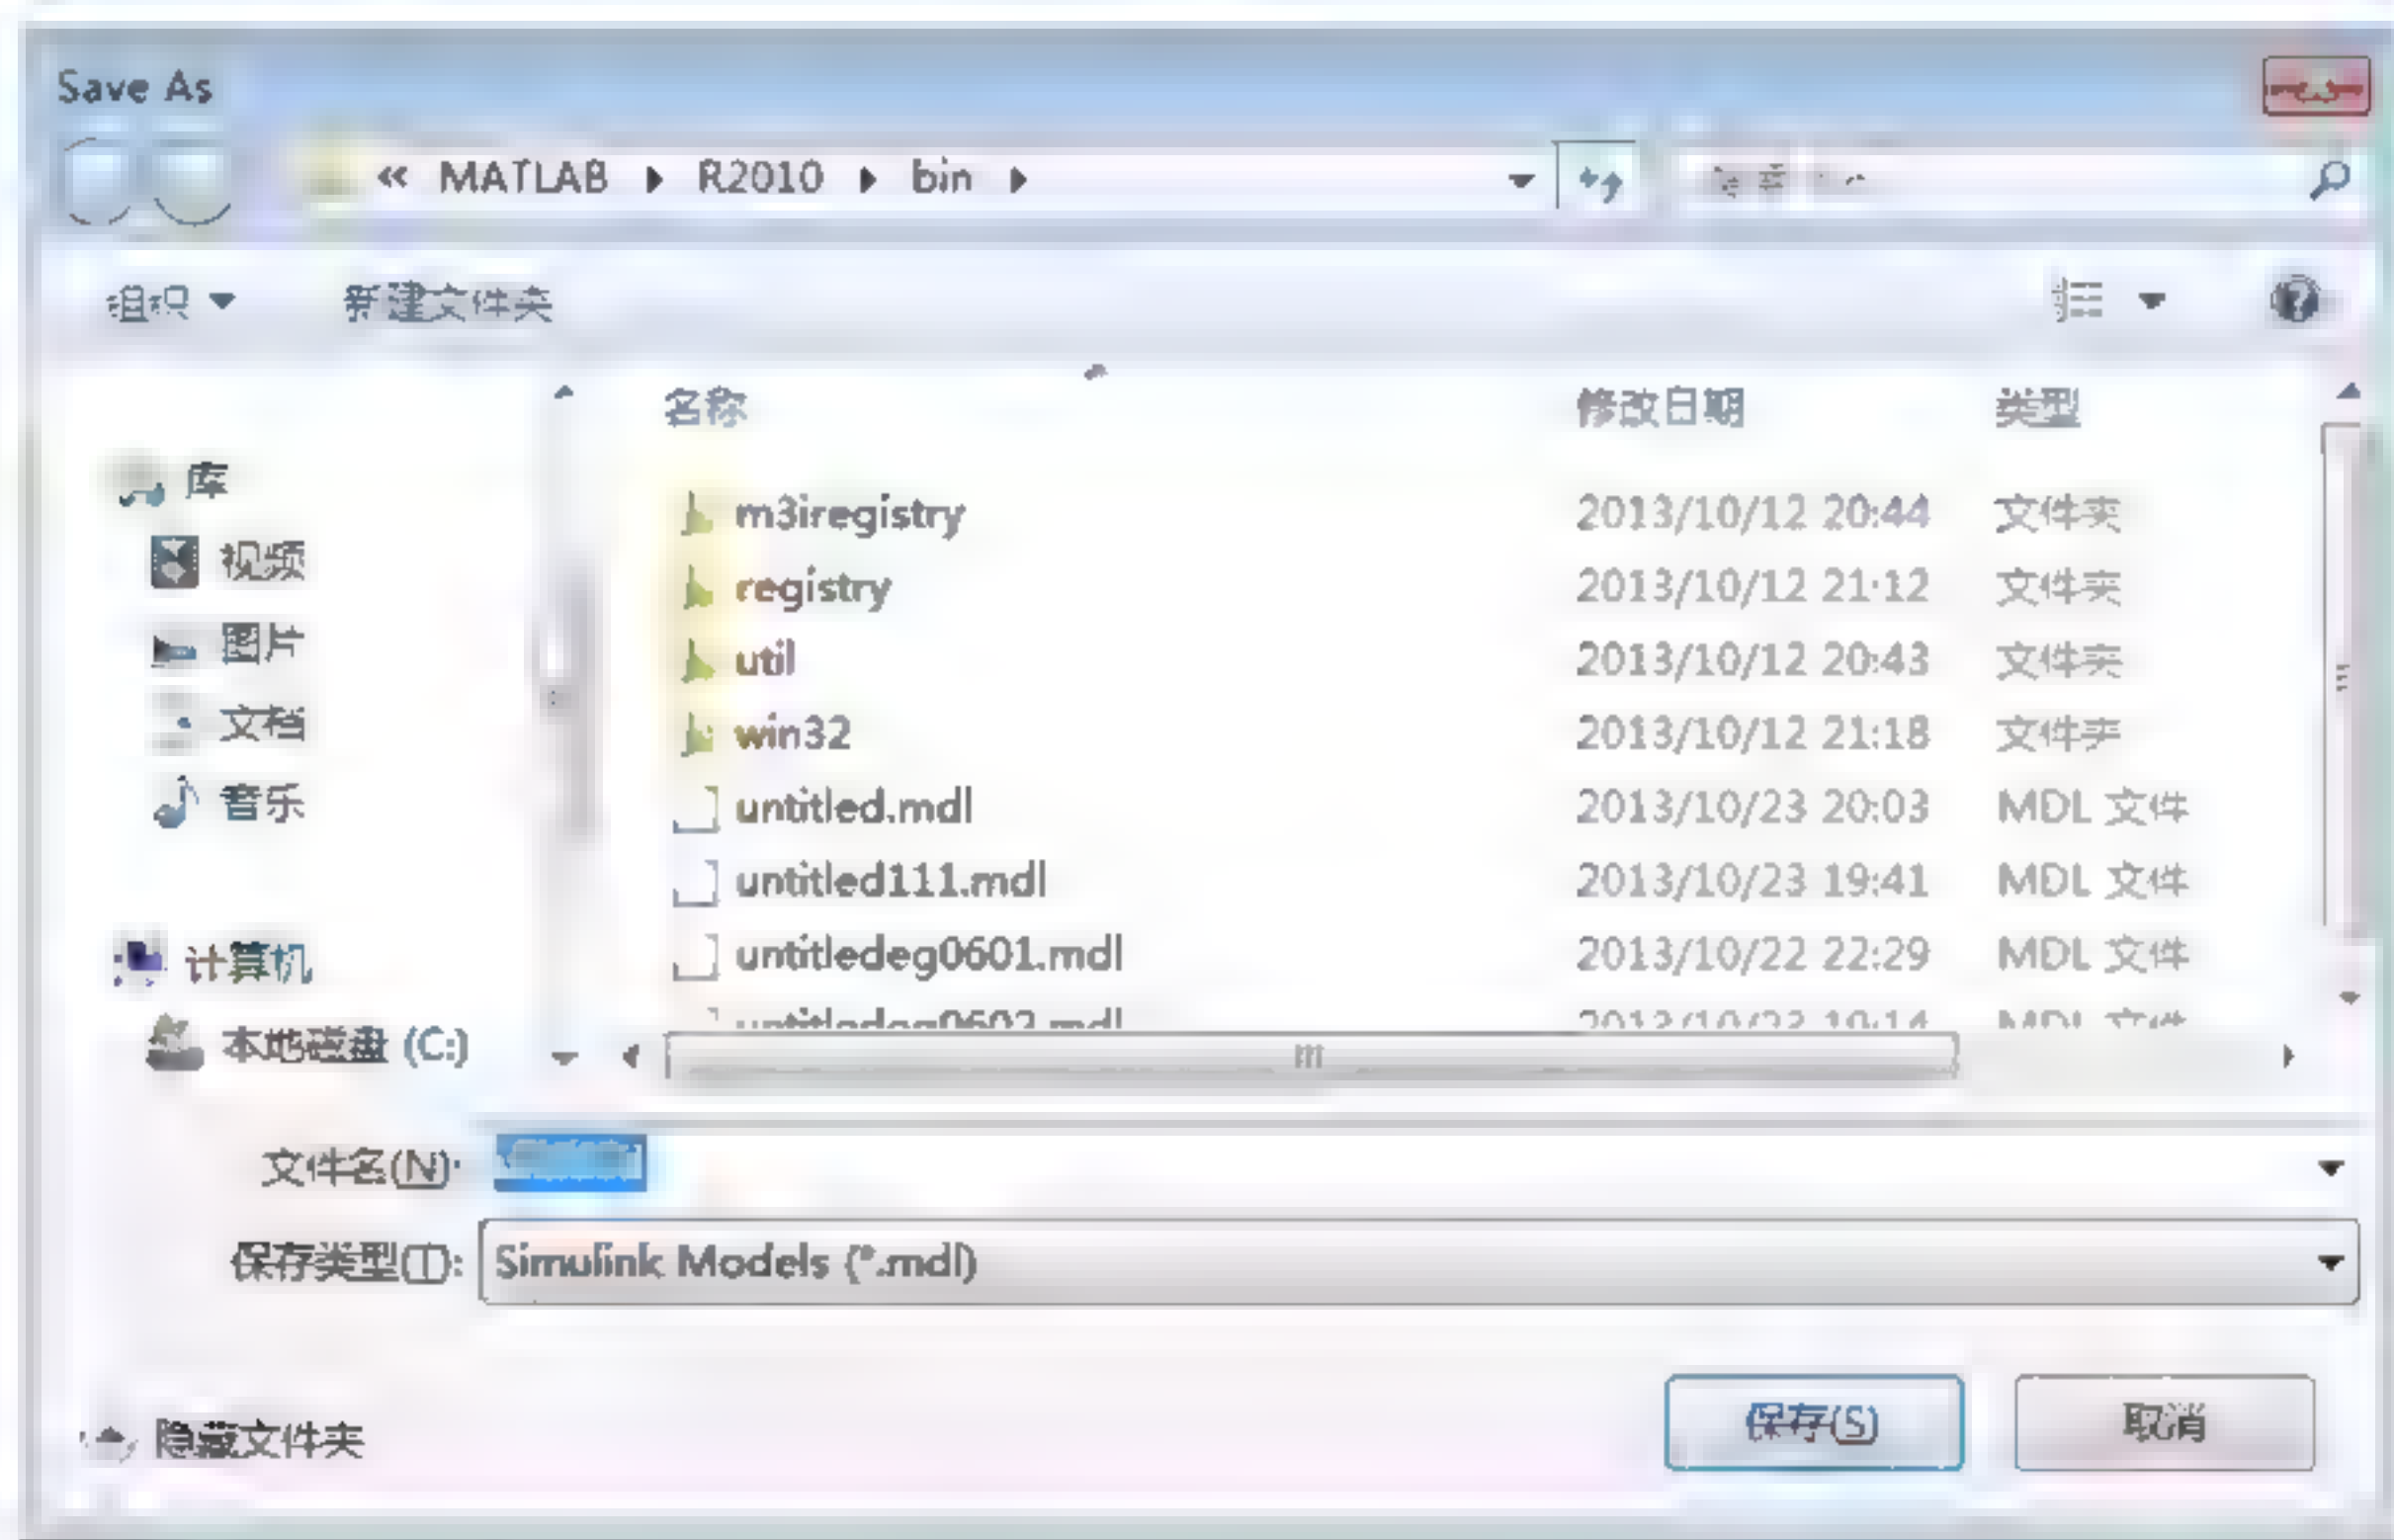 Save As
« MATLAB ▸ R2010 ▸ bin ▸
组织 新建文件夹
名称 修改日期 类型
库
视频
图片
文档
音乐
计算机
本地磁盘 (C:)
m3iregistry 2013/10/12 20:44 文件夹
registry 2013/10/12 21:12 文件夹
util 2013/10/12 20:43 文件夹
win32 2013/10/12 21:18 文件夹
untitled.mdl 2013/10/23 20:03 MDL 文件
untitled111.mdl 2013/10/23 19:41 MDL 文件
untitledeg0601.mdl 2013/10/22 22:29 MDL 文件
MDL 文件
文件名(N):
保存类型(T): Simulink Models (*.mdl)
隐藏文件夹 保存(S) 取消